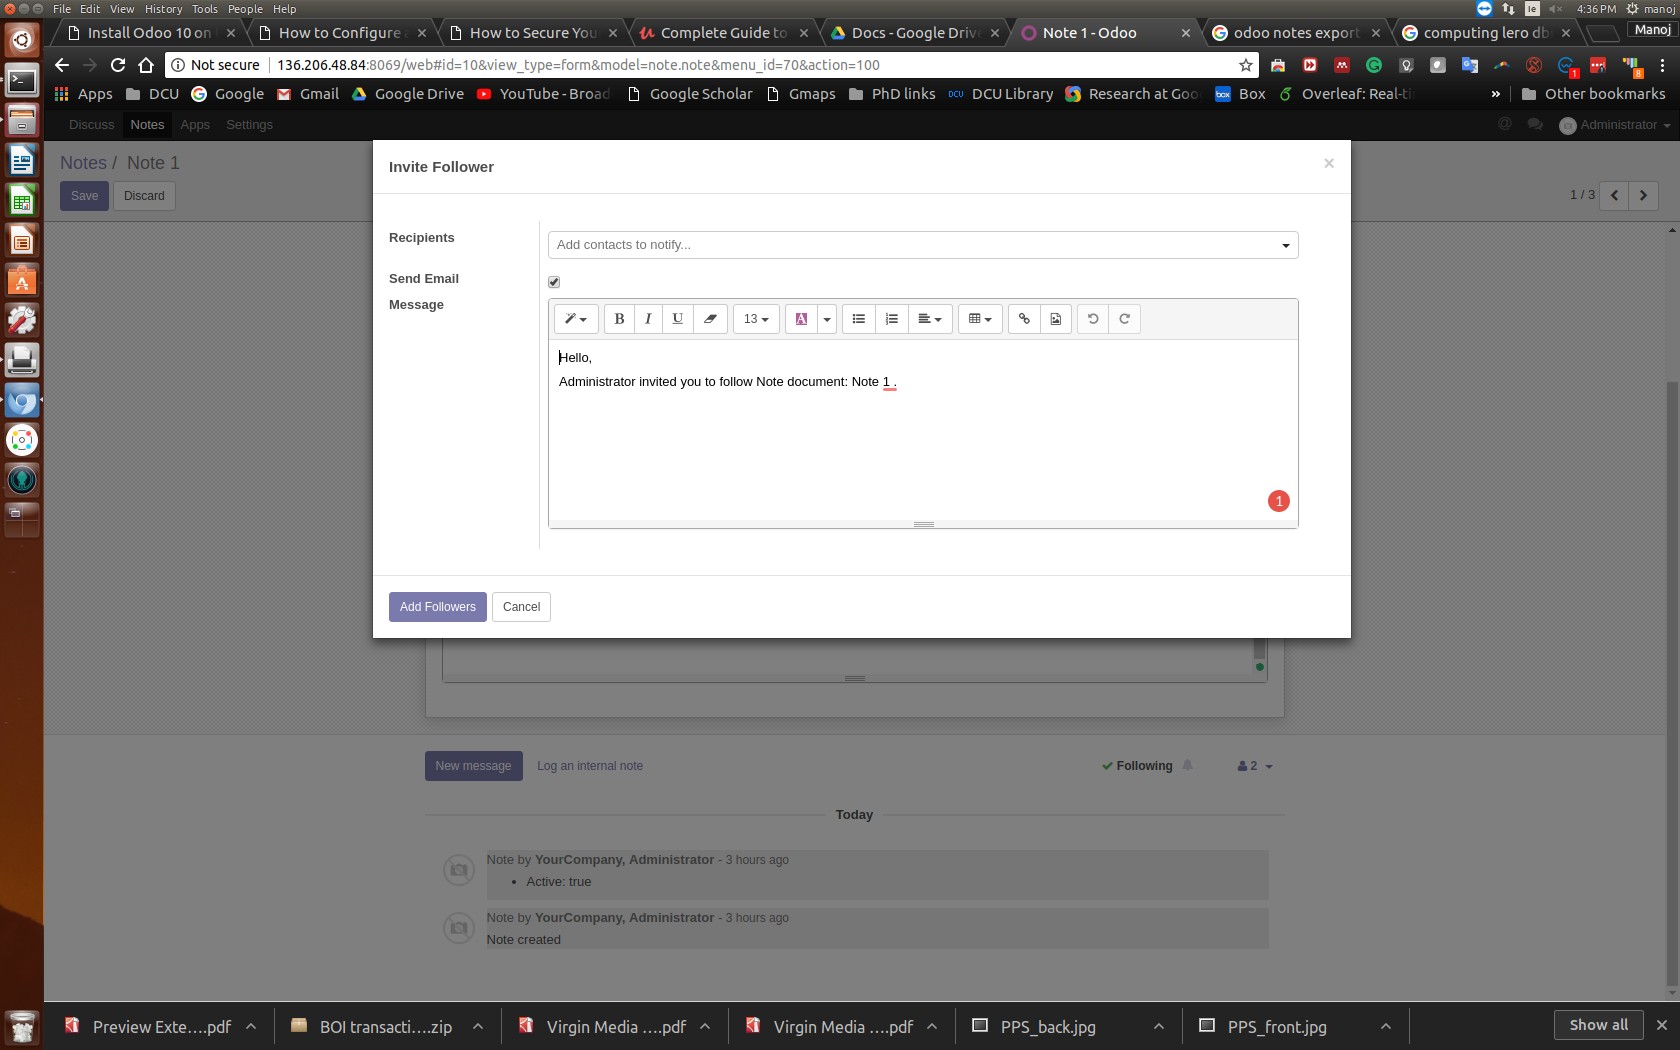 File Edit View History Tools People Help
4:36 PM manoj
Install Odoo 10 on
How to Configure
How to Secure You
Complete Guide to
Docs - Google Drive
Note 1 - Odoo
odoo notes export
computing lero db
Manoj
Not secure 136.206.48.84:8069/web#id=10&view_type=form&model=note.note&menu_id=70&action=100
Apps DCU Google Gmail Google Drive YouTube - Broad Google Scholar Gmaps PhD links DCU Library Research at Goo Box Overleaf: Real-ti » Other bookmarks
Discuss Notes Apps Settings
Administrator
Notes / Note 1
Save Discard
1 / 3
Invite Follower
×
Recipients
Add contacts to notify...
Send Email
Message
B I U 13 A
Hello,
Administrator invited you to follow Note document: Note 1 .
1
Add Followers Cancel
New message Log an internal note
Following 2
Today
Note by YourCompany, Administrator - 3 hours ago
• Active: true
Note by YourCompany, Administrator - 3 hours ago
Note created
Preview Exte....pdf
BOI transacti....zip
Virgin Media ....pdf
Virgin Media ....pdf
PPS_back.jpg
PPS_front.jpg
Show all